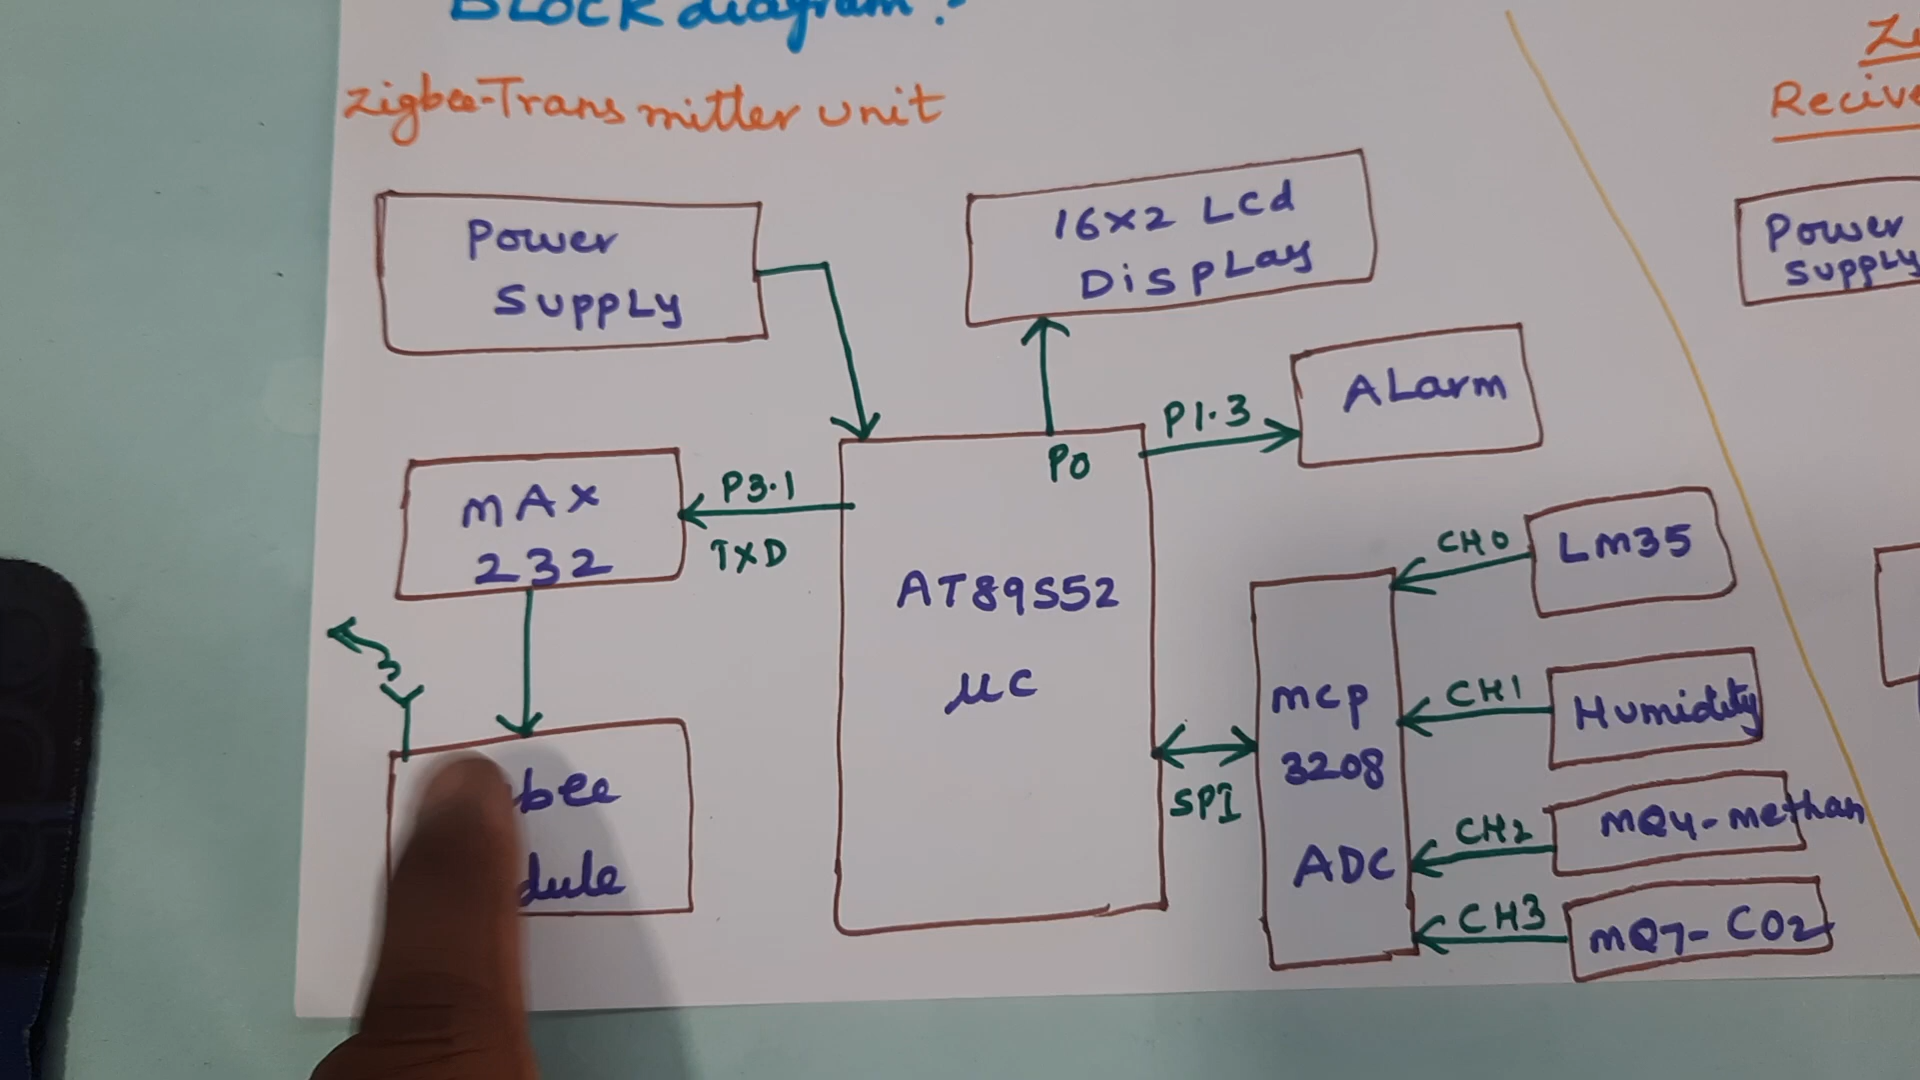 BLOCK diagram:-
zigbee-Transmitter unit
Power
Supply
16x2 Lcd
Display
P1.3
ALarm
P0
MAX
232
P3.1
TXD
AT89S52
µc
SPI
mcp
3208
ADC
CH0
LM35
CH1
Humidity
CH2
MQ4-methan
CH3
MQ7-CO2
bee
dule
Recive
Power
Supply